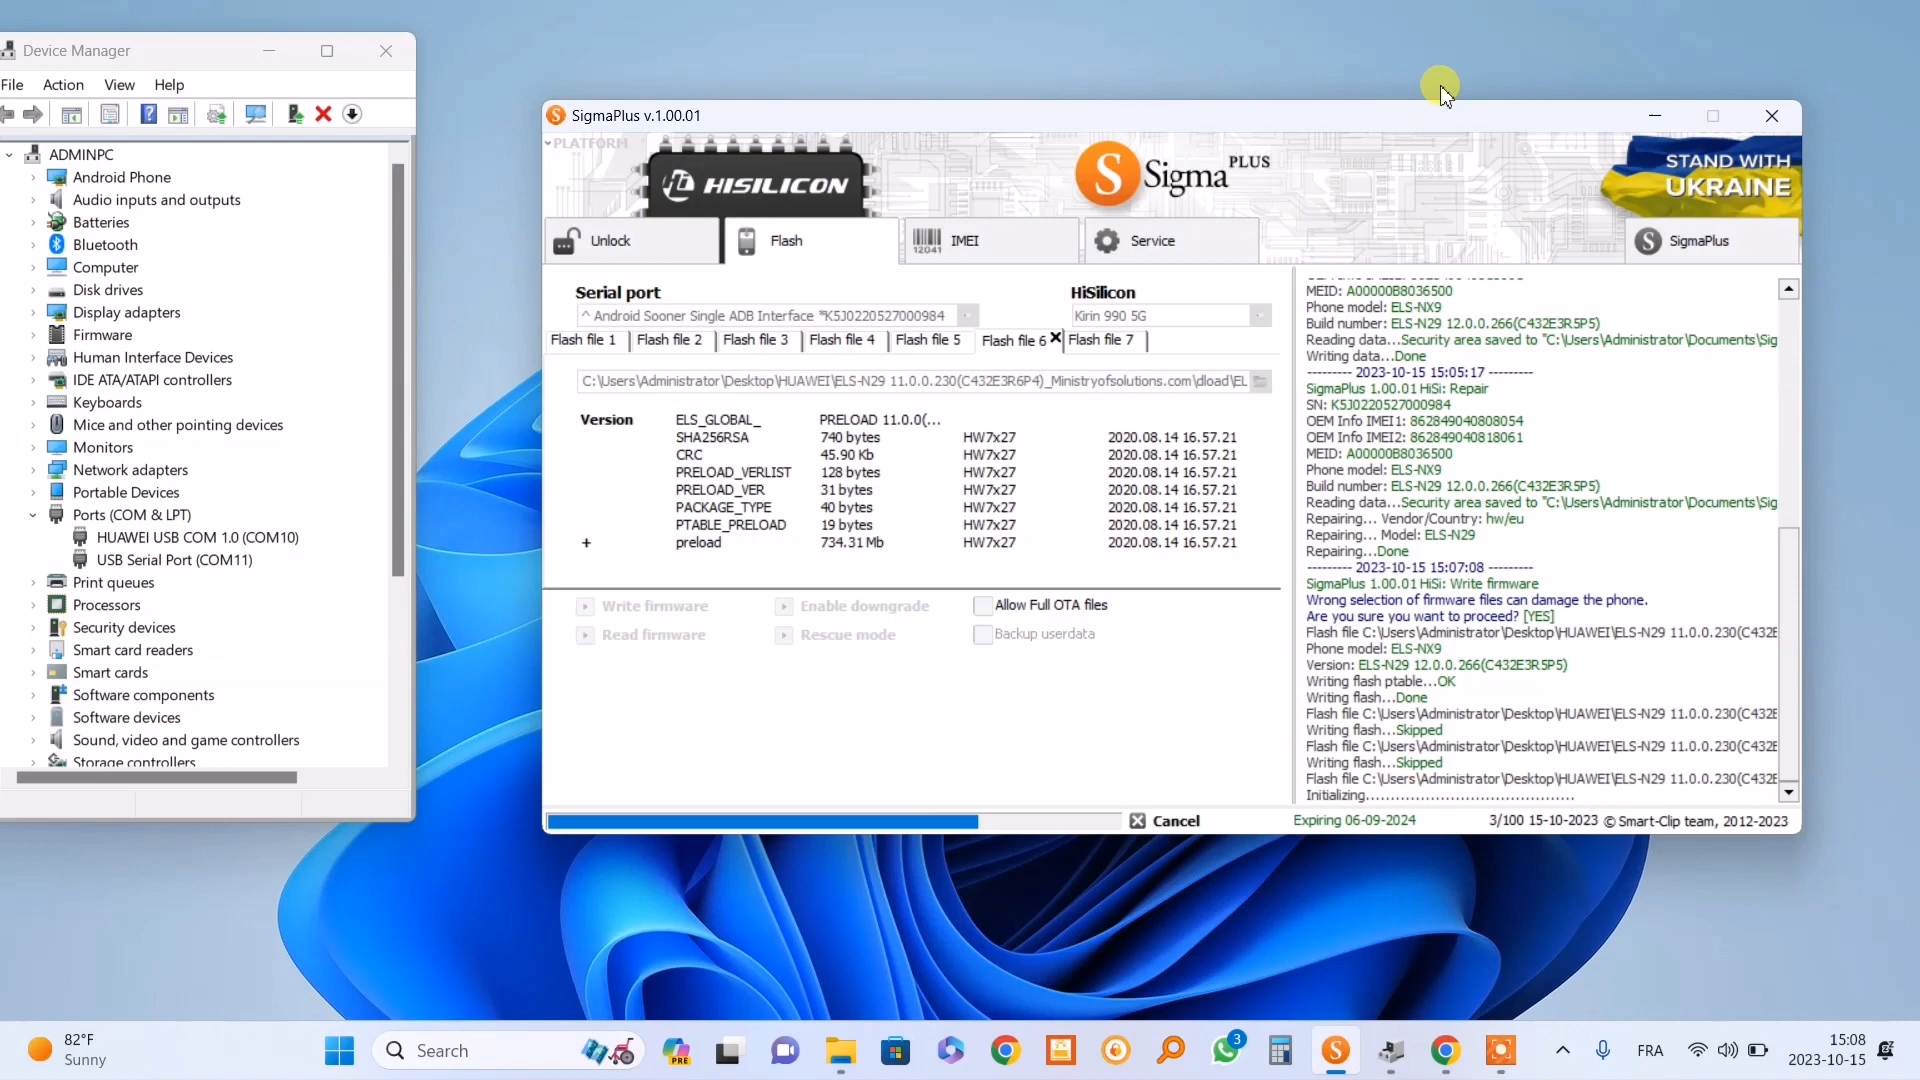 Device Manager
File Action View Help
ADMINPC
Android Phone
Audio inputs and outputs
Batteries
Bluetooth
Computer
Disk drives
Display adapters
Firmware
Human Interface Devices
IDE ATA/ATAPI controllers
Keyboards
Mice and other pointing devices
Monitors
Network adapters
Portable Devices
Ports (COM & LPT)
HUAWEI USB COM 1.0 (COM10)
USB Serial Port (COM11)
Print queues
Processors
Security devices
Smart card readers
Smart cards
Software components
Software devices
Sound, video and game controllers
Storage controllers
SigmaPlus v.1.00.01
PLATFORM
HISILICON
S Sigma PLUS
STAND WITH
UKRAINE
Unlock
Flash
12041
IMEI
Service
SigmaPlus
Serial port
HiSilicon
^ Android Sooner Single ADB Interface *K5J0220527000984
Kirin 990 5G
Flash file 1 Flash file 2 Flash file 3 Flash file 4 Flash file 5 Flash file 6 Flash file 7
C:\Users\Administrator\Desktop\HUAWEI\ELS-N29 11.0.0.230(C432E3R6P4)_Ministryofsolutions.com\dload\EL
Version ELS_GLOBAL_ PRELOAD 11.0.0(...
SHA256RSA 740 bytes HW7x27 2020.08.14 16.57.21
CRC 45.90 Kb HW7x27 2020.08.14 16.57.21
PRELOAD_VERLIST 128 bytes HW7x27 2020.08.14 16.57.21
PRELOAD_VER 31 bytes HW7x27 2020.08.14 16.57.21
PACKAGE_TYPE 40 bytes HW7x27 2020.08.14 16.57.21
PTABLE_PRELOAD 19 bytes HW7x27 2020.08.14 16.57.21
+ preload 734.31 Mb HW7x27 2020.08.14 16.57.21
Write firmware Enable downgrade Allow Full OTA files
Read firmware Rescue mode Backup userdata
MEID: A00000B8036500
Phone model: ELS-NX9
Build number: ELS-N29 12.0.0.266(C432E3R5P5)
Reading data...Security area saved to "C:\Users\Administrator\Documents\Sig
Writing data...Done
--------- 2023-10-15 15:05:17 ---------
SigmaPlus 1.00.01 HiSi: Repair
SN: K5J0220527000984
OEM Info IMEI1: 862849040808054
OEM Info IMEI2: 862849040818061
MEID: A00000B8036500
Phone model: ELS-NX9
Build number: ELS-N29 12.0.0.266(C432E3R5P5)
Reading data...Security area saved to "C:\Users\Administrator\Documents\Sig
Repairing... Vendor/Country: hw/eu
Repairing... Model: ELS-N29
Repairing...Done
--------- 2023-10-15 15:07:08 ---------
SigmaPlus 1.00.01 HiSi: Write firmware
Wrong selection of firmware files can damage the phone.
Are you sure you want to proceed? [YES]
Flash file C:\Users\Administrator\Desktop\HUAWEI\ELS-N29 11.0.0.230(C432E
Phone model: ELS-NX9
Version: ELS-N29 12.0.0.266(C432E3R5P5)
Writing flash ptable...OK
Writing flash...Done
Flash file C:\Users\Administrator\Desktop\HUAWEI\ELS-N29 11.0.0.230(C432E
Writing flash...Skipped
Flash file C:\Users\Administrator\Desktop\HUAWEI\ELS-N29 11.0.0.230(C432E
Writing flash...Skipped
Flash file C:\Users\Administrator\Desktop\HUAWEI\ELS-N29 11.0.0.230(C432E
Initializing..........................................
Cancel
Expiring 06-09-2024
3/100 15-10-2023 © Smart-Clip team, 2012-2023
82°F
Sunny
Search
PRE
3
FRA
15:08
2023-10-15